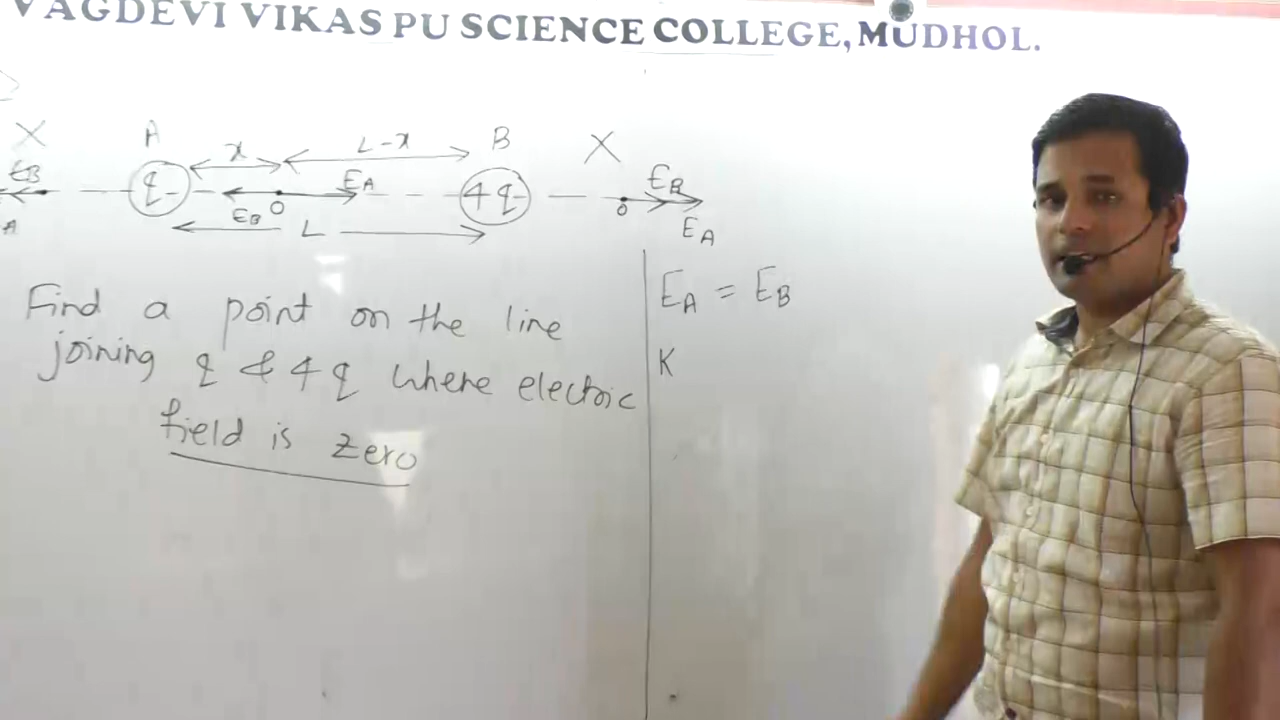 VAGDEVI VIKAS PU SCIENCE COLLEGE, MUDHOL.
X A x L-x B X
EB q EA 4q EB
A EB O L O EA
Find a point on the line
joining q & 4q where electric
field is zero
EA = EB
K